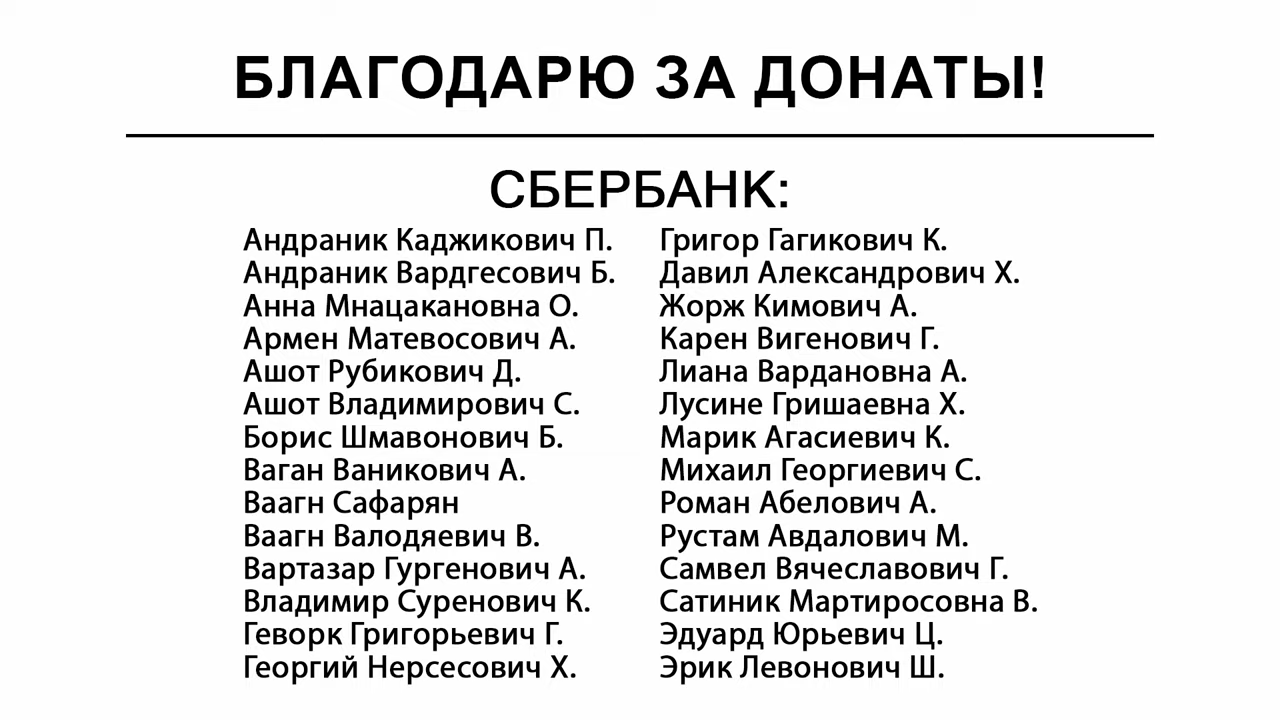 БЛАГОДАРЮ ЗА ДОНАТЫ!
СБЕРБАНК:
Андраник Каджикович П.
Андраник Вардгесович Б.
Анна Мнацакановна О.
Армен Матевосович А.
Ашот Рубикович Д.
Ашот Владимирович С.
Борис Шмавонович Б.
Ваган Ваникович А.
Ваагн Сафарян
Ваагн Валодяевич В.
Вартазар Гургенович А.
Владимир Суренович К.
Геворк Григорьевич Г.
Георгий Нерсесович Х.
Григор Гагикович К.
Давил Александрович Х.
Жорж Кимович А.
Карен Вигенович Г.
Лиана Вардановна А.
Лусине Гришаевна Х.
Марик Агасиевич К.
Михаил Георгиевич С.
Роман Абелович А.
Рустам Авдалович М.
Самвел Вячеславович Г.
Сатиник Мартиросовна В.
Эдуард Юрьевич Ц.
Эрик Левонович Ш.